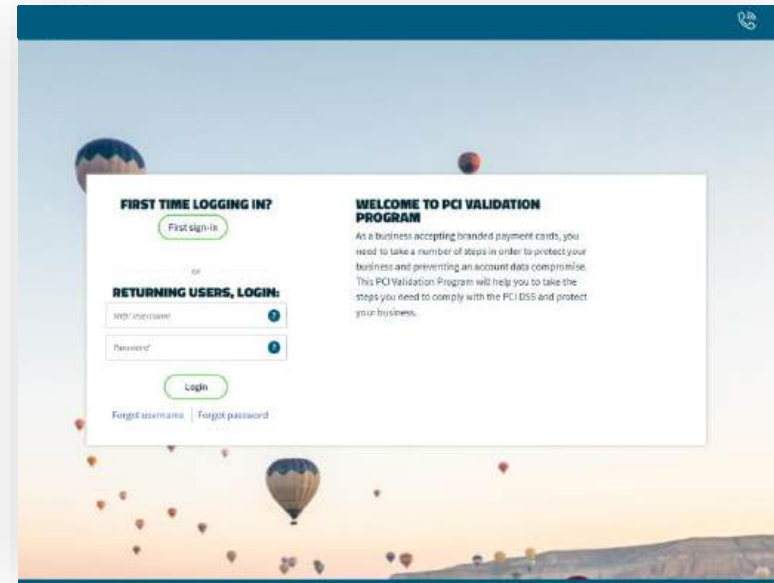 FIRST TIME LOGGING IN?
First sign-in
or
RETURNING USERS, LOGIN:
username
Password
Login
Forgot username | Forgot password
WELCOME TO PCI VALIDATION
PROGRAM
As a business accepting branded payment cards, you
need to take a number of steps in order to protect your
business and preventing an account data compromise.
This PCI Validation Program will help you to take the
steps you need to comply with the PCI DSS and protect
your business.